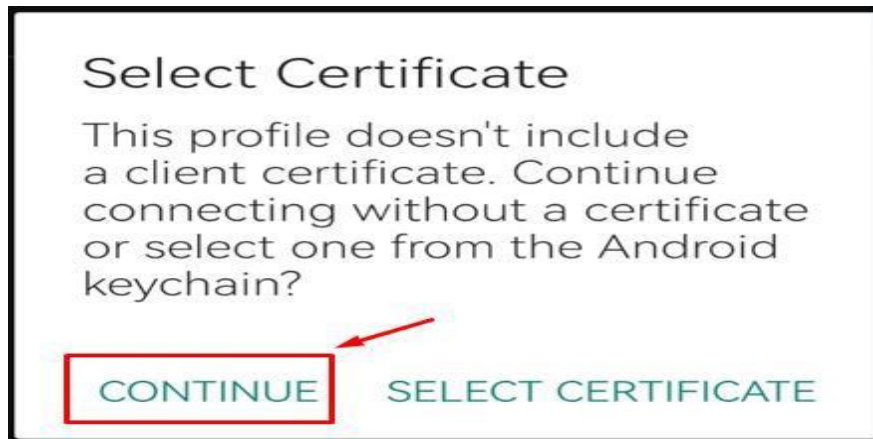 Select Certificate
This profile doesn't include
a client certificate. Continue
connecting without a certificate
or select one from the Android
keychain?
CONTINUE SELECT CERTIFICATE